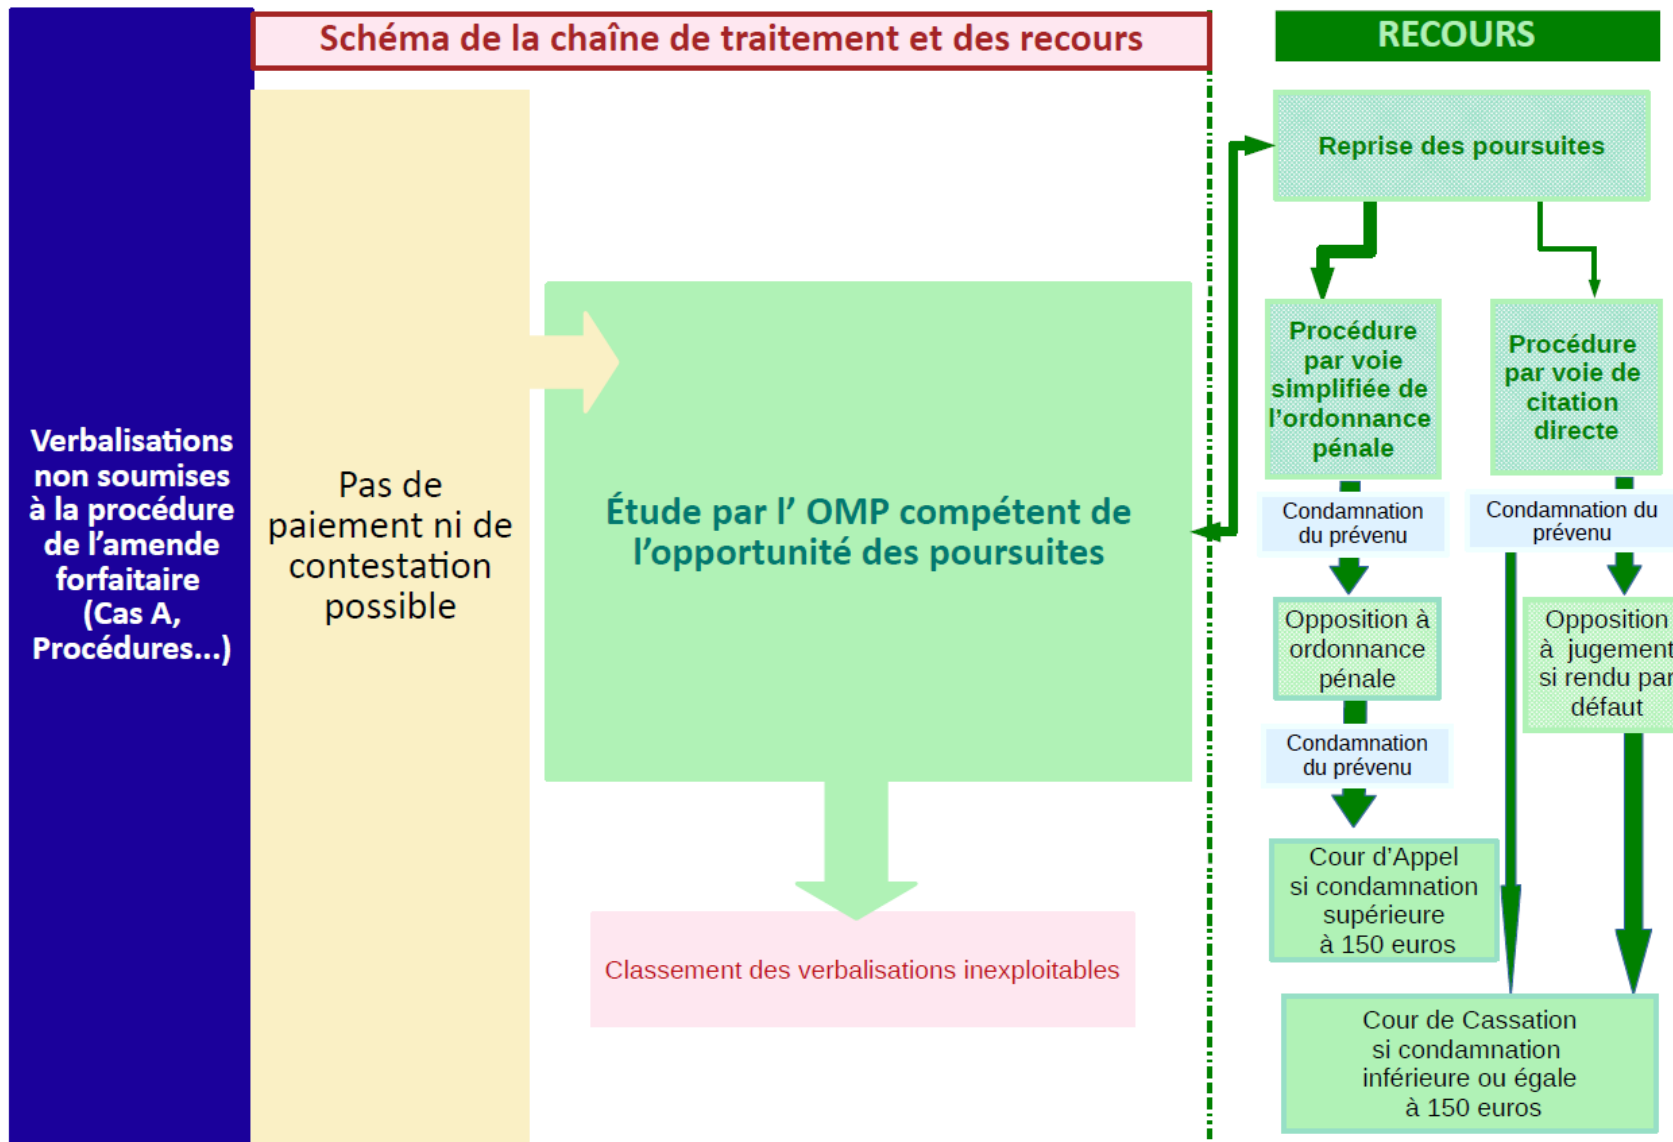 Schéma de la chaîne de traitement et des recours
RECOURS
Verbalisations
non soumises
à la procédure
de l'amende
forfaitaire
(Cas A,
Procédures...)
Pas de
paiement ni de
contestation
possible
Étude par l' OMP compétent de
l'opportunité des poursuites
Classement des verbalisations inexploitables
Reprise des poursuites
Procédure
par voie
simplifiée de
l'ordonnance
pénale
Condamnation
du prévenu
Opposition à
ordonnance
pénale
Condamnation
du prévenu
Cour d'Appel
si condamnation
supérieure
à 150 euros
Procédure
par voie de
citation
directe
Condamnation du
prévenu
Opposition
à jugement
si rendu par
défaut
Cour de Cassation
si condamnation
inférieure ou égale
à 150 euros